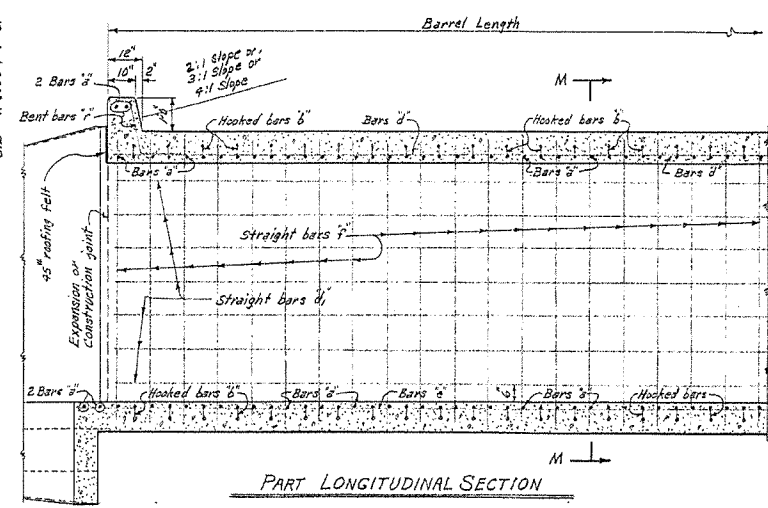 Barrel Length
12"
10"
2"
2:1 slope or,
3:1 slope or
4:1 slope
2 Bars "a"
Bent bars "r"
M
Hooked bars "b"
Bars "d"
Hooked bars "b"
Bars "a"
Bars "a"
Bars "d"
45# roofing felt
Expansion or
Construction joint
Straight bars "f"
Straight bars "d,"
2 Bars "a"
Hooked bars "b"
Bars "a"
Bars "e"
Bars "a"
Hooked bars
M
PART LONGITUDINAL SECTION